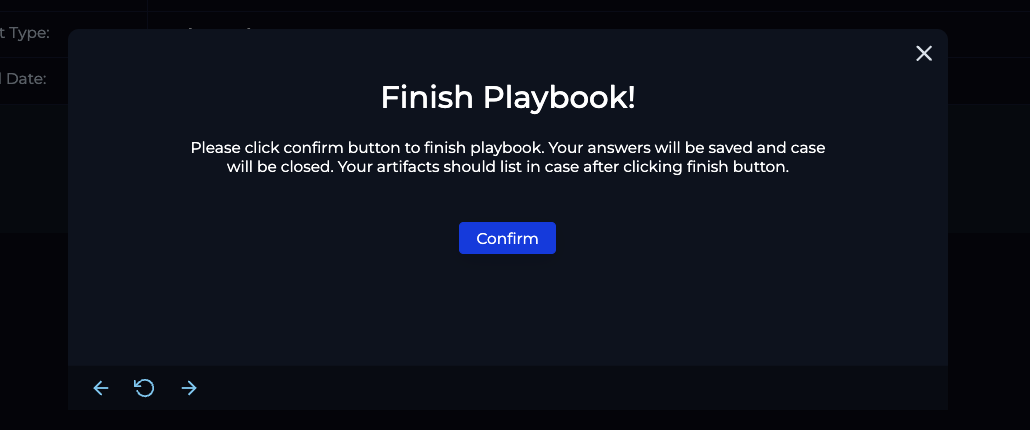 t Type:
Date:
Finish Playbook!
Please click confirm button to finish playbook. Your answers will be saved and case
will be closed. Your artifacts should list in case after clicking finish button.
Confirm